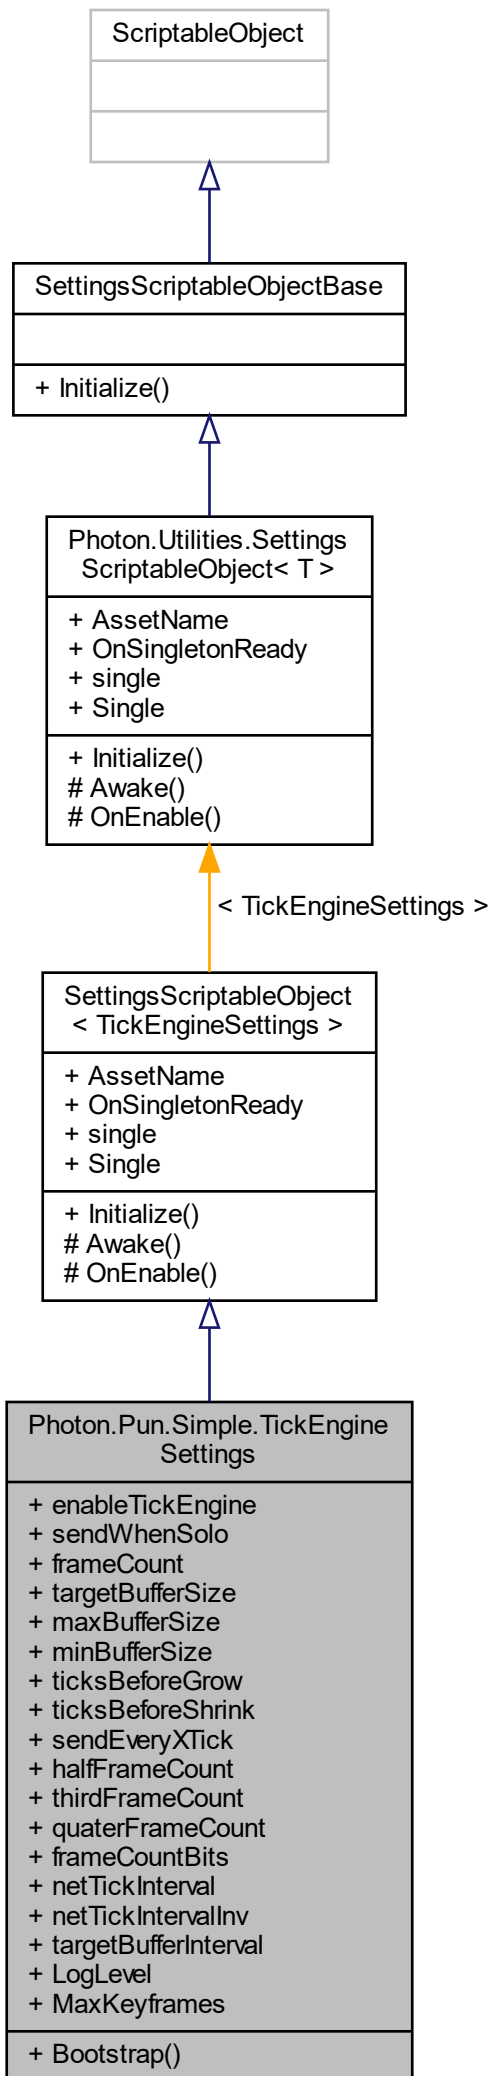 ScriptableObject
SettingsScriptableObjectBase
+ Initialize()
Photon.Utilities.Settings
ScriptableObject< T >
+ AssetName
+ OnSingletonReady
+ single
+ Single
+ Initialize()
# Awake()
# OnEnable()
< TickEngineSettings >
SettingsScriptableObject
< TickEngineSettings >
+ AssetName
+ OnSingletonReady
+ single
+ Single
+ Initialize()
# Awake()
# OnEnable()
Photon.Pun.Simple.TickEngine
Settings
+ enableTickEngine
+ sendWhenSolo
+ frameCount
+ targetBufferSize
+ maxBufferSize
+ minBufferSize
+ ticksBeforeGrow
+ ticksBeforeShrink
+ sendEveryXTick
+ halfFrameCount
+ thirdFrameCount
+ quaterFrameCount
+ frameCountBits
+ netTickInterval
+ netTickIntervalInv
+ targetBufferInterval
+ LogLevel
+ MaxKeyframes
+ Bootstrap()